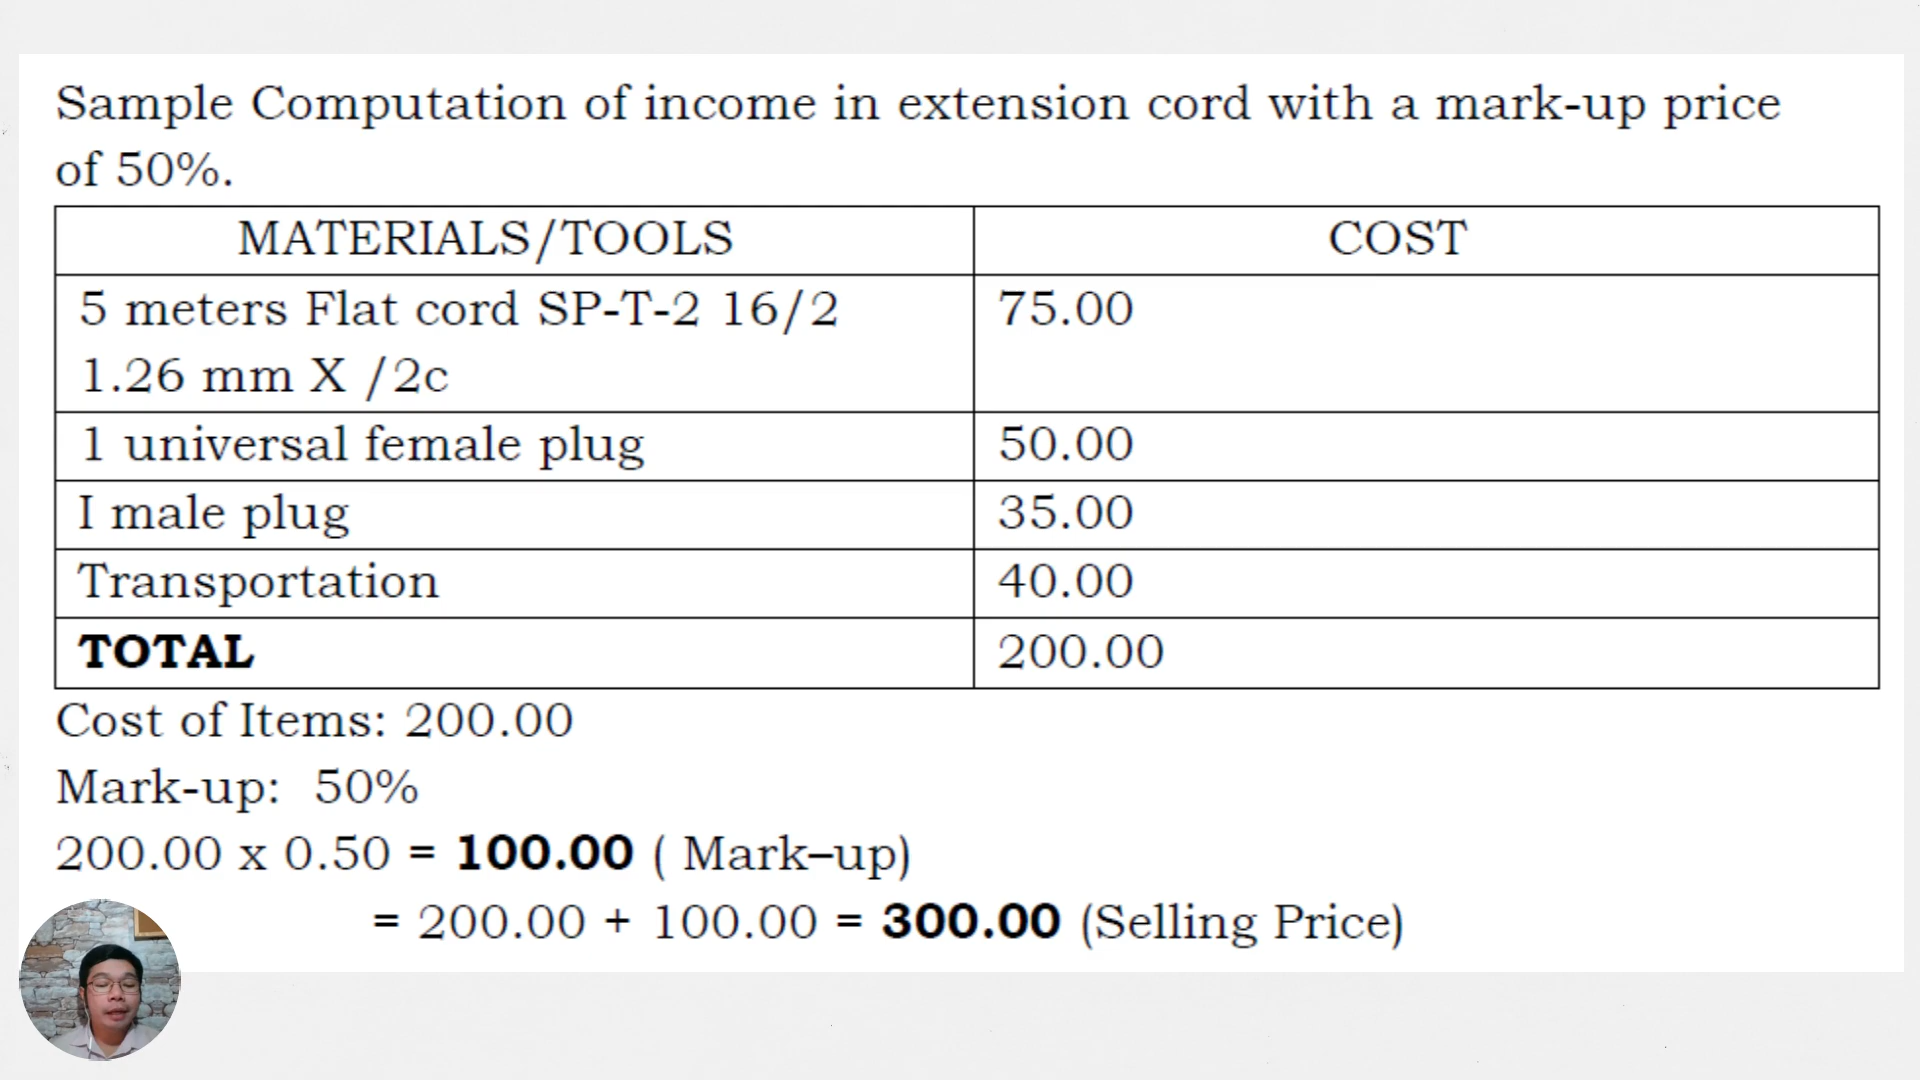 Sample Computation of income in extension cord with a mark-up price
of 50%.
MATERIALS/TOOLS COST
5 meters Flat cord SP-T-2 16/2 75.00
1.26 mm X /2c
1 universal female plug 50.00
I male plug 35.00
Transportation 40.00
TOTAL 200.00
Cost of Items: 200.00
Mark-up: 50%
200.00 x 0.50 = 100.00 ( Mark–up)
= 200.00 + 100.00 = 300.00 (Selling Price)